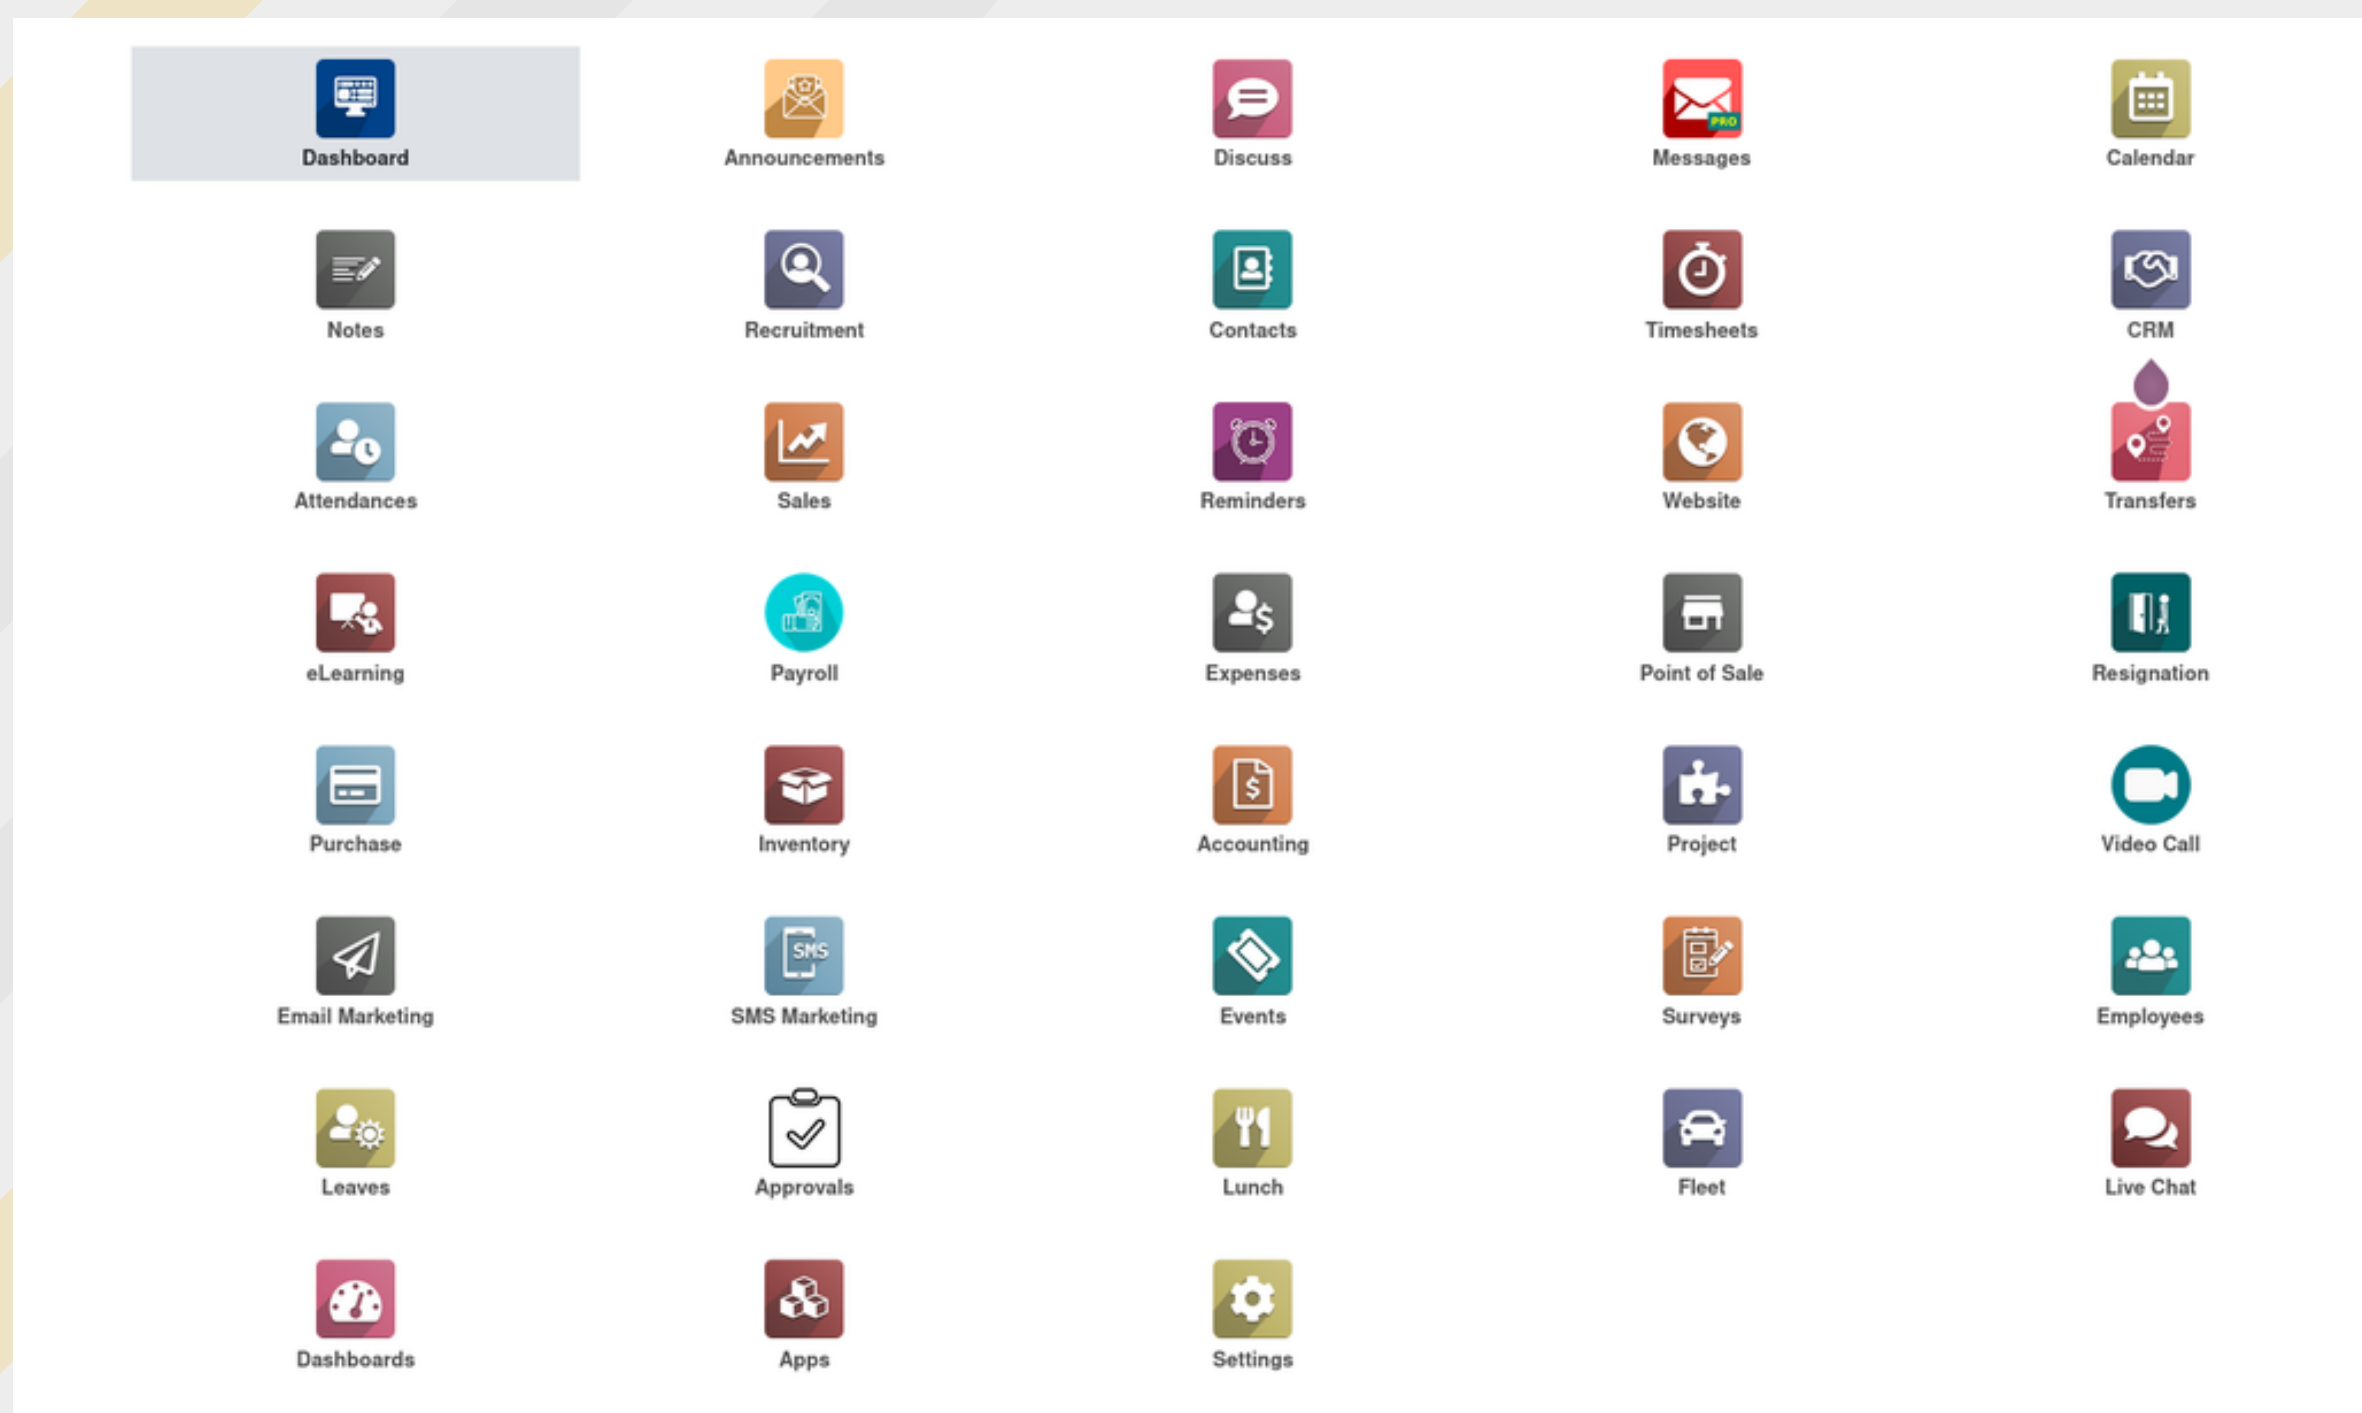 Dashboard Announcements Discuss PRO Messages Calendar
Notes Recruitment Contacts Timesheets CRM
Attendances Sales Reminders Website Transfers
eLearning Payroll Expenses Point of Sale Resignation
Purchase Inventory Accounting Project Video Call
SMS
Email Marketing SMS Marketing Events Surveys Employees
Leaves Approvals Lunch Fleet Live Chat
Dashboards Apps Settings